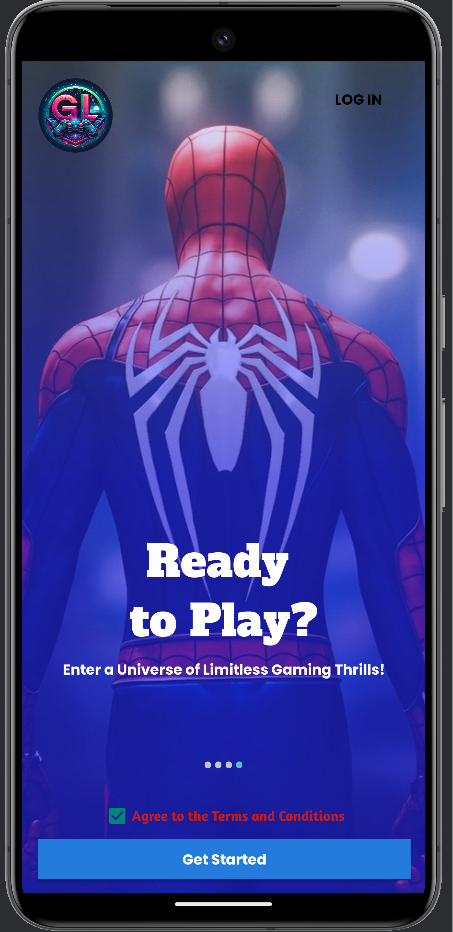 GL
LOG IN
Ready
to Play?
Enter a Universe of Limitless Gaming Thrills!
Agree to the Terms and Conditions
Get Started